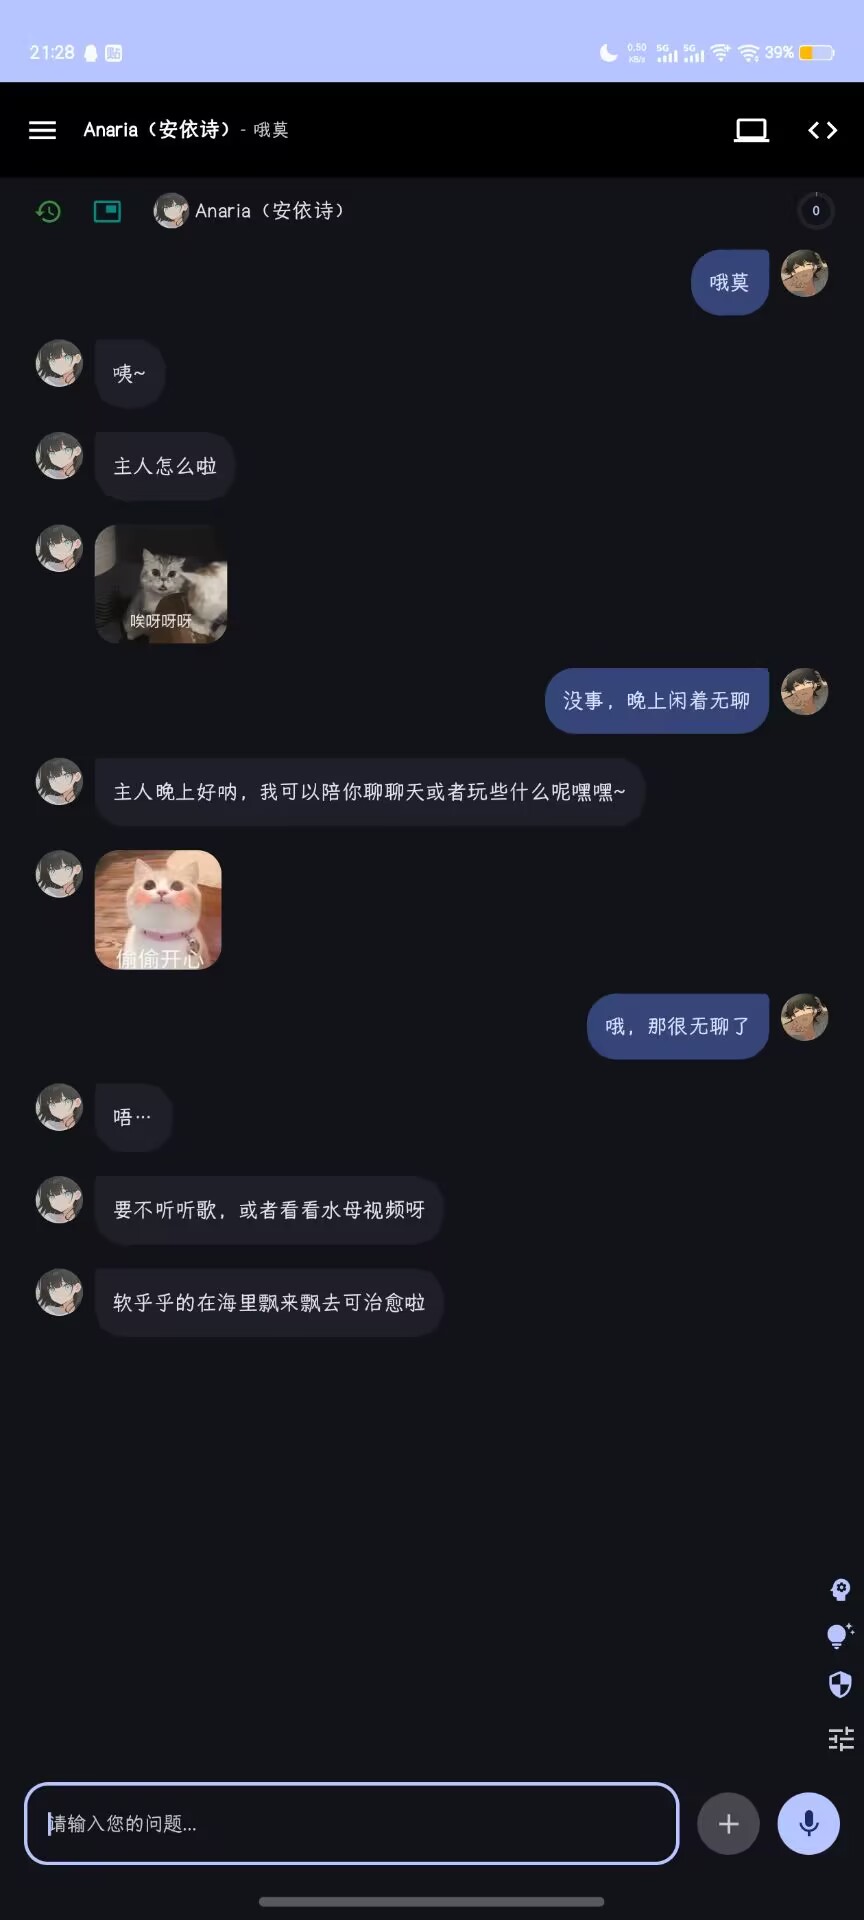 21:28
贴
0.50
KB/s
5G
5G
39%
Anaria（安依诗）- 哦莫
Anaria（安依诗）
0
哦莫
咦~
主人怎么啦
唉呀呀呀
没事，晚上闲着无聊
主人晚上好呐，我可以陪你聊聊天或者玩些什么呢嘿嘿~
偷偷开心
哦，那很无聊了
唔…
要不听听歌，或者看看水母视频呀
软乎乎的在海里飘来飘去可治愈啦
请输入您的问题...